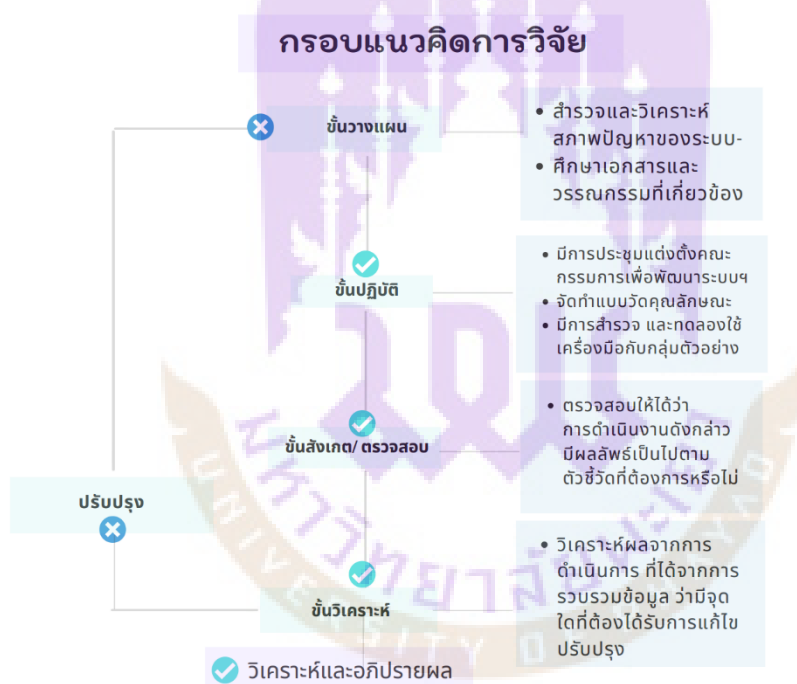 กรอบแนวคิดการวิจัย
ขั้นวางแผน
• สำรวจและวิเคราะห์
สภาพปัญหาของระบบ-
• ศึกษาเอกสารและ
วรรณกรรมที่เกี่ยวข้อง
ขั้นปฏิบัติ
• มีการประชุมแต่งตั้งคณะ
กรรมการเพื่อพัฒนาระบบฯ
• จัดทำแบบวัดคุณลักษณะ
• มีการสำรวจ และทดลองใช้
เครื่องมือกับกลุ่มตัวอย่าง
ขั้นสังเกต/ ตรวจสอบ
• ตรวจสอบให้ได้ว่า
การดำเนินงานดังกล่าว
มีผลลัพธ์เป็นไปตาม
ตัวชี้วัดที่ต้องการหรือไม่
ปรับปรุง
ขั้นวิเคราะห์
• วิเคราะห์ผลจากการ
ดำเนินการ ที่ได้จากการ
รวบรวมข้อมูล ว่ามีจุด
ใดที่ต้องได้รับการแก้ไข
ปรับปรุง
วิเคราะห์และอภิปรายผล
มหาวิทยาลัยพะเยา
UNIVERSITY OF PHAYAO